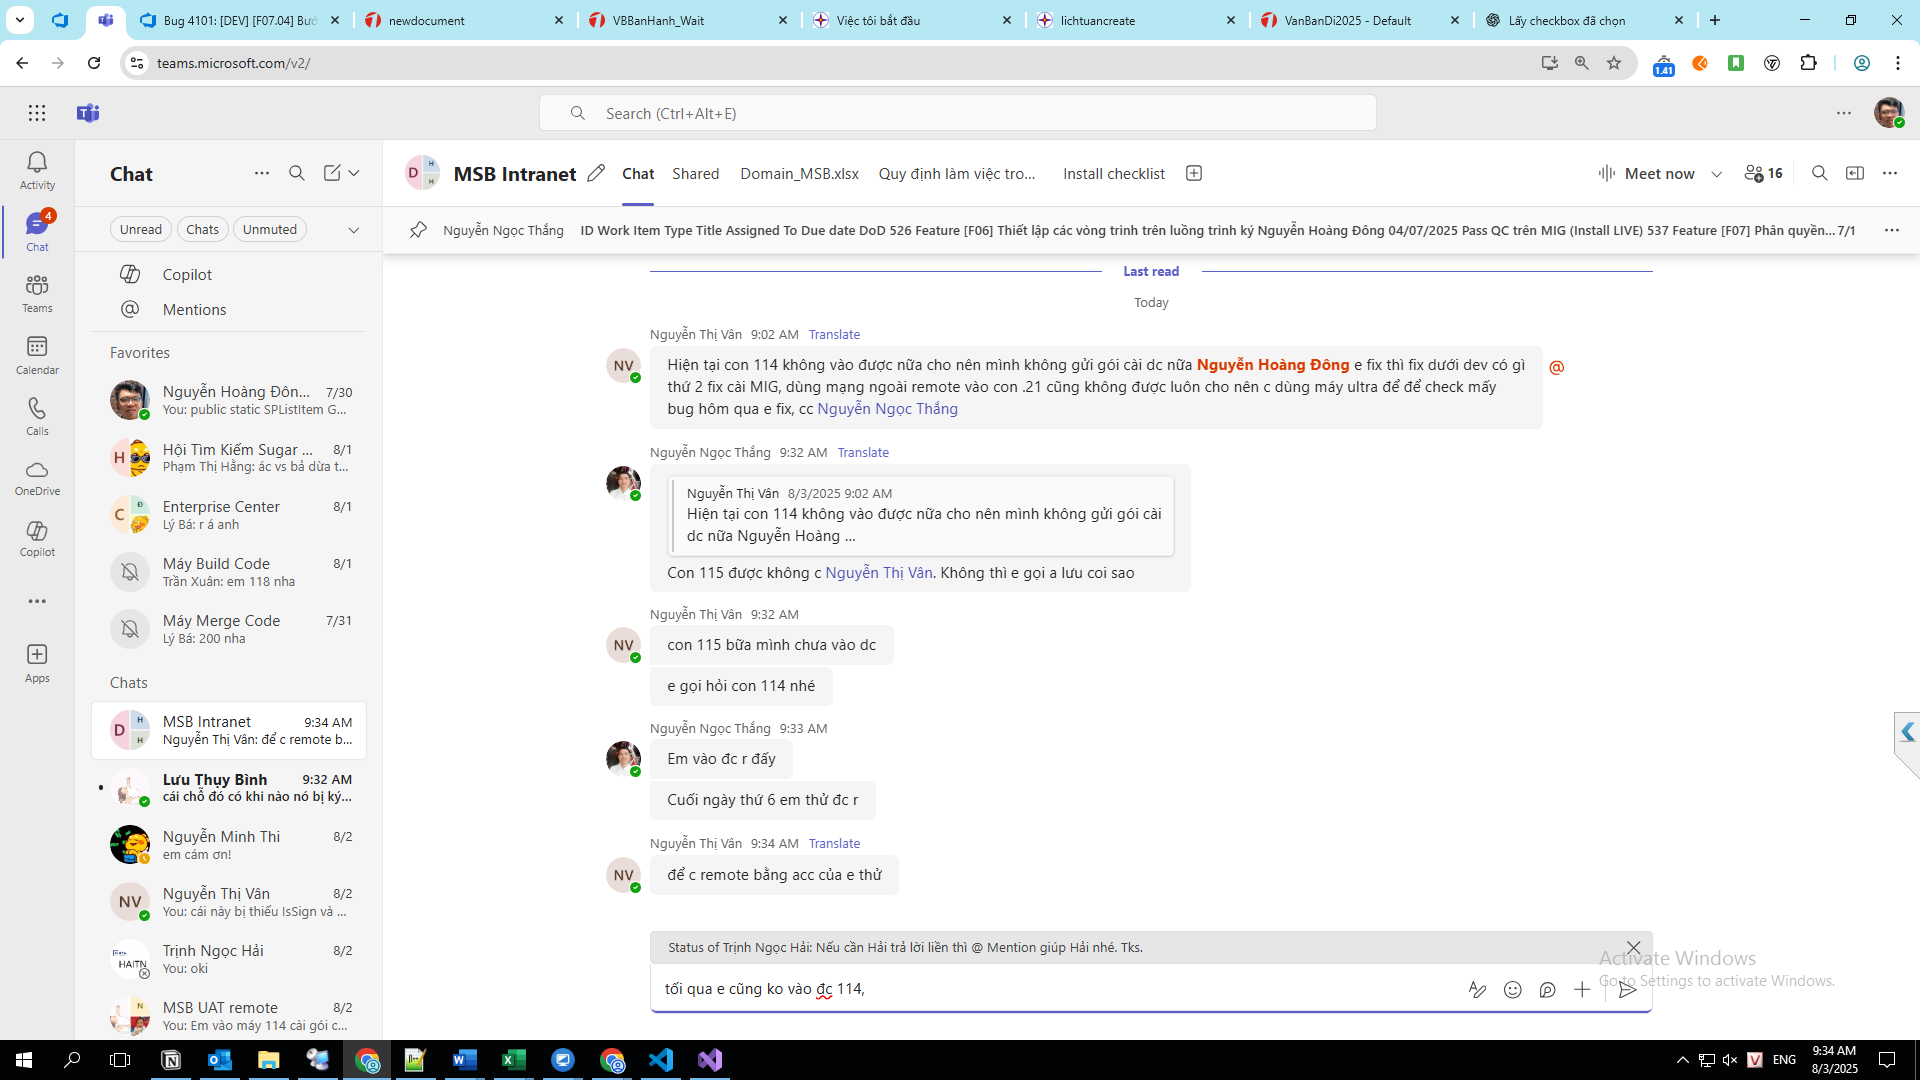 Bug 4101: [DEV] [F07.04] Bướ
newdocument
VBBanHanh_Wait
Việc tôi bắt đầu
lichtuancreate
VanBanDi2025 - Default
Lấy checkbox đã chọn
teams.microsoft.com/v2/
1.41
Search (Ctrl+Alt+E)
Activity
4
Chat
Teams
Calendar
Calls
OneDrive
Copilot
Apps
Chat
Unread
Chats
Unmuted
Copilot
Mentions
Favorites
Nguyễn Hoàng Đôn... 7/30
You: public static SPListItem G...
H
Hội Tìm Kiếm Sugar ... 8/1
Phạm Thị Hằng: ác vs bả dừa t...
C
Đ
Enterprise Center 8/1
Lý Bá: r á anh
Máy Build Code 8/1
Trần Xuân: em 118 nha
Máy Merge Code 7/31
Lý Bá: 200 nha
Chats
D H H
MSB Intranet 9:34 AM
Nguyễn Thị Vân: để c remote b...
Lưu Thụy Bình 9:32 AM
cái chỗ đó có khi nào nó bị ký...
Nguyễn Minh Thi 8/2
em cám ơn!
NV
Nguyễn Thị Vân 8/2
You: cái này bị thiếu IsSign và ...
HAITN
Trịnh Ngọc Hải 8/2
You: oki
N
MSB UAT remote 8/2
You: Em vào máy 114 cài gói c...
D H H
MSB Intranet
Chat
Shared
Domain_MSB.xlsx
Quy định làm việc tro...
Install checklist
Meet now
16
Nguyễn Ngọc Thắng ID Work Item Type Title Assigned To Due date DoD 526 Feature [F06] Thiết lập các vòng trình trên luồng trình ký Nguyễn Hoàng Đông 04/07/2025 Pass QC trên MIG (Install LIVE) 537 Feature [F07] Phân quyền... 7/1
Last read
Today
Nguyễn Thị Vân 9:02 AM Translate
NV
Hiện tại con 114 không vào được nữa cho nên mình không gửi gói cài dc nữa Nguyễn Hoàng Đông e fix thì fix dưới dev có gì
thứ 2 fix cài MIG, dùng mạng ngoài remote vào con .21 cũng không được luôn cho nên c dùng máy ultra để để check mấy
bug hôm qua e fix, cc Nguyễn Ngọc Thắng
@
Nguyễn Ngọc Thắng 9:32 AM Translate
Nguyễn Thị Vân 8/3/2025 9:02 AM
Hiện tại con 114 không vào được nữa cho nên mình không gửi gói cài
dc nữa Nguyễn Hoàng ...
Con 115 được không c Nguyễn Thị Vân. Không thì e gọi a lưu coi sao
Nguyễn Thị Vân 9:32 AM
NV
con 115 bữa mình chưa vào dc
e gọi hỏi con 114 nhé
Nguyễn Ngọc Thắng 9:33 AM
Em vào đc r đấy
Cuối ngày thứ 6 em thử đc r
Nguyễn Thị Vân 9:34 AM Translate
NV
để c remote bằng acc của e thử
Status of Trịnh Ngọc Hải: Nếu cần Hải trả lời liền thì @ Mention giúp Hải nhé. Tks.
tối qua e cũng ko vào đc 114,
Activate Windows
Go to Settings to activate Windows.
ENG
9:34 AM
8/3/2025